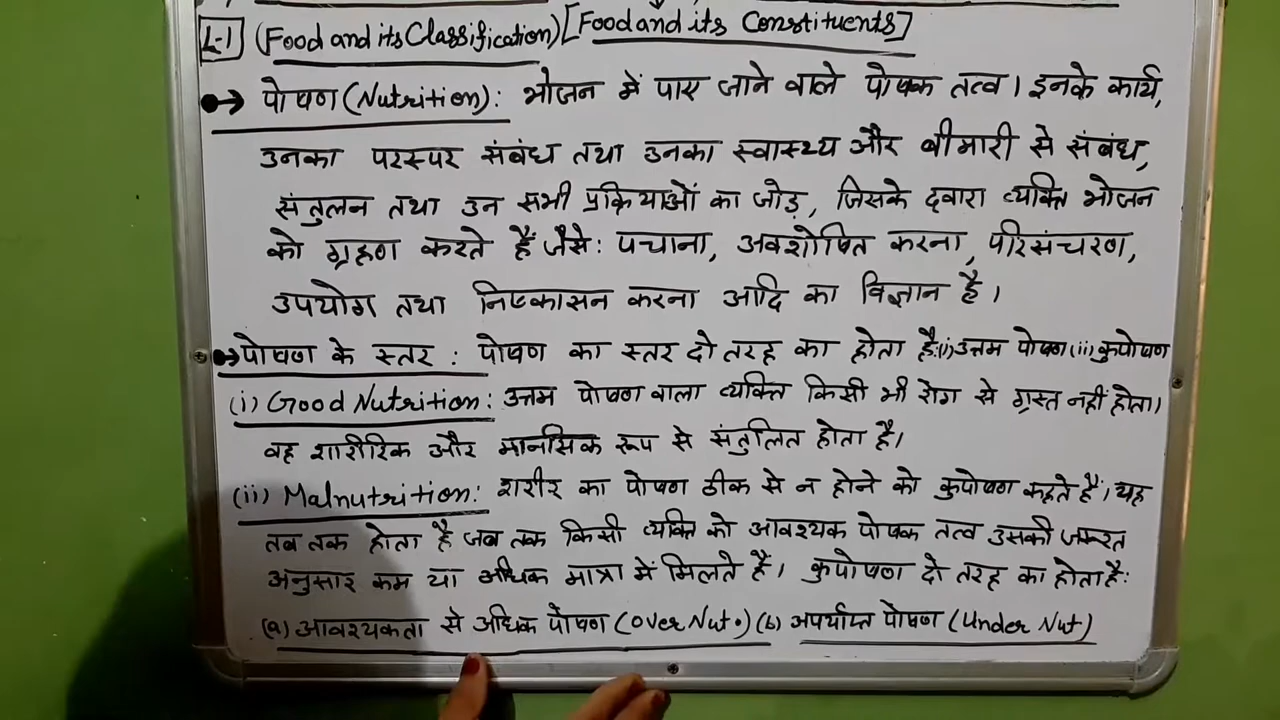 L-1 (Food and its Classification) [Food and its Constituents]
पोषण (Nutrition): भोजन में पाए जाने वाले पोषक तत्व। इनके कार्य,
उनका परस्पर संबंध तथा उनका स्वास्थ्य और बीमारी से संबंध,
संतुलन तथा उन सभी प्रक्रियाओं का जोड़, जिसके दवारा व्यक्ति भोजन
को ग्रहण करते हैं जैसे: पचाना, अवशोषित करना, परिसंचरण,
उपयोग तथा निष्कासन करना आदि का विज्ञान है।
पोषण के स्तर: पोषण का स्तर दो तरह का होता है: (i) उत्तम पोषण (ii) कुपोषण
(i) Good Nutrition: उत्तम पोषण वाला व्यक्ति किसी भी रोग से ग्रस्त नहीं होता।
वह शारीरिक और मानसिक रूप से संतुलित होता है।
(ii) Malnutrition: शरीर का पोषण ठीक से न होने को कुपोषण कहते हैं। यह
तब तक होता है जब तक किसी व्यक्ति को आवश्यक पोषक तत्व उसकी जरूरत
अनुसार कम या अधिक मात्रा में मिलते हैं। कुपोषण दो तरह का होता है:
(a) आवश्यकता से अधिक पोषण (Over Nut.) (b) अपर्याप्त पोषण (Under Nut)